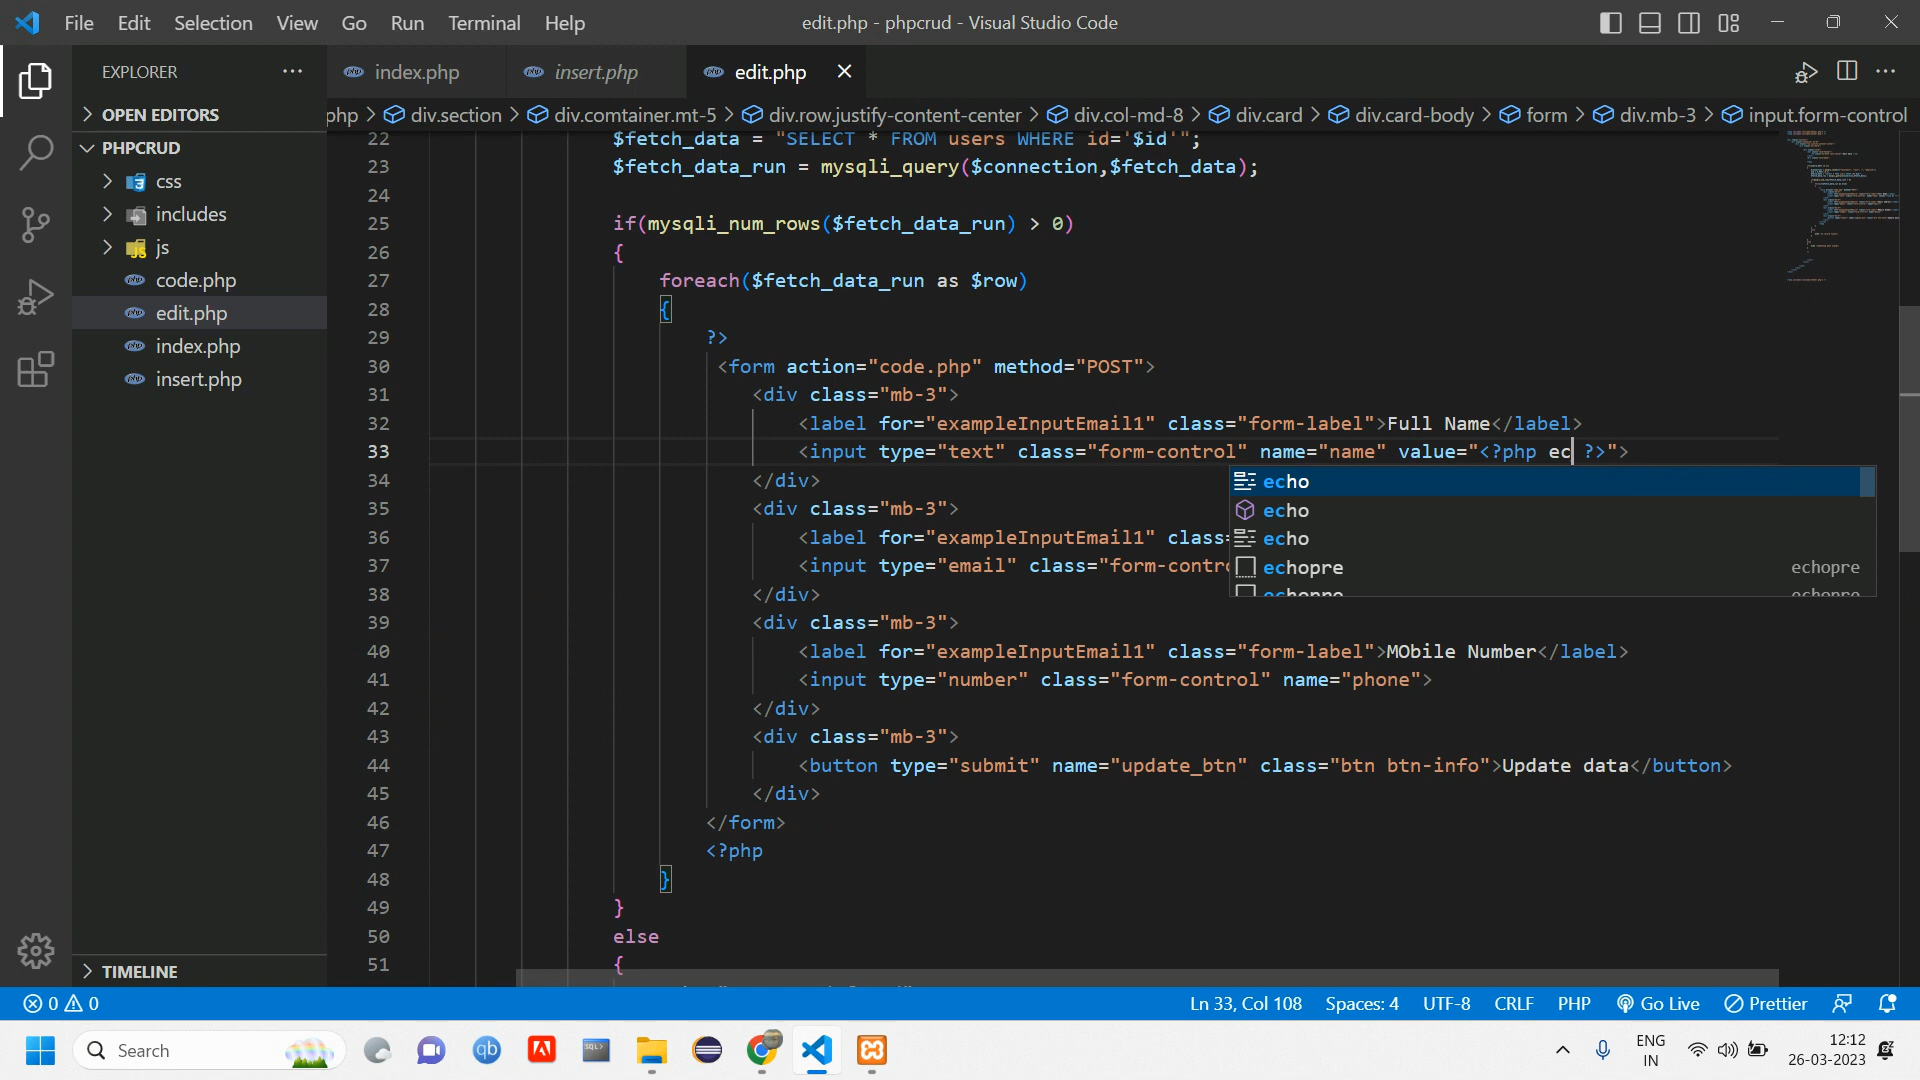 File Edit Selection View Go Run Terminal Help
edit.php - phpcrud - Visual Studio Code
EXPLORER
index.php
insert.php
edit.php
OPEN EDITORS
php > div.section > div.comtainer.mt-5 > div.row.justify-content-center > div.col-md-8 > div.card > div.card-body > form > div.mb-3 > input.form-control
PHPCRUD
css
includes
js
code.php
edit.php
index.php
insert.php
TIMELINE
22 $fetch_data = "SELECT * FROM users WHERE id='$id'";
23 $fetch_data_run = mysqli_query($connection,$fetch_data);
24
25 if(mysqli_num_rows($fetch_data_run) > 0)
26 {
27 foreach($fetch_data_run as $row)
28 {
29 ?>
30 <form action="code.php" method="POST">
31 <div class="mb-3">
32 <label for="exampleInputEmail1" class="form-label">Full Name</label>
33 <input type="text" class="form-control" name="name" value="<?php ec ?>">
34 </div>
35 <div class="mb-3">
36 <label for="exampleInputEmail1" class=
37 <input type="email" class="form-contro
38 </div>
39 <div class="mb-3">
40 <label for="exampleInputEmail1" class="form-label">MObile Number</label>
41 <input type="number" class="form-control" name="phone">
42 </div>
43 <div class="mb-3">
44 <button type="submit" name="update_btn" class="btn btn-info">Update data</button>
45 </div>
46 </form>
47 <?php
48 }
49 }
50 else
51 {
echo
echo
echo
echopre echopre
echopre echopre
0 0
Ln 33, Col 108 Spaces: 4 UTF-8 CRLF PHP Go Live Prettier
Search
qb
SQL>
ENG
IN
12:12
26-03-2023